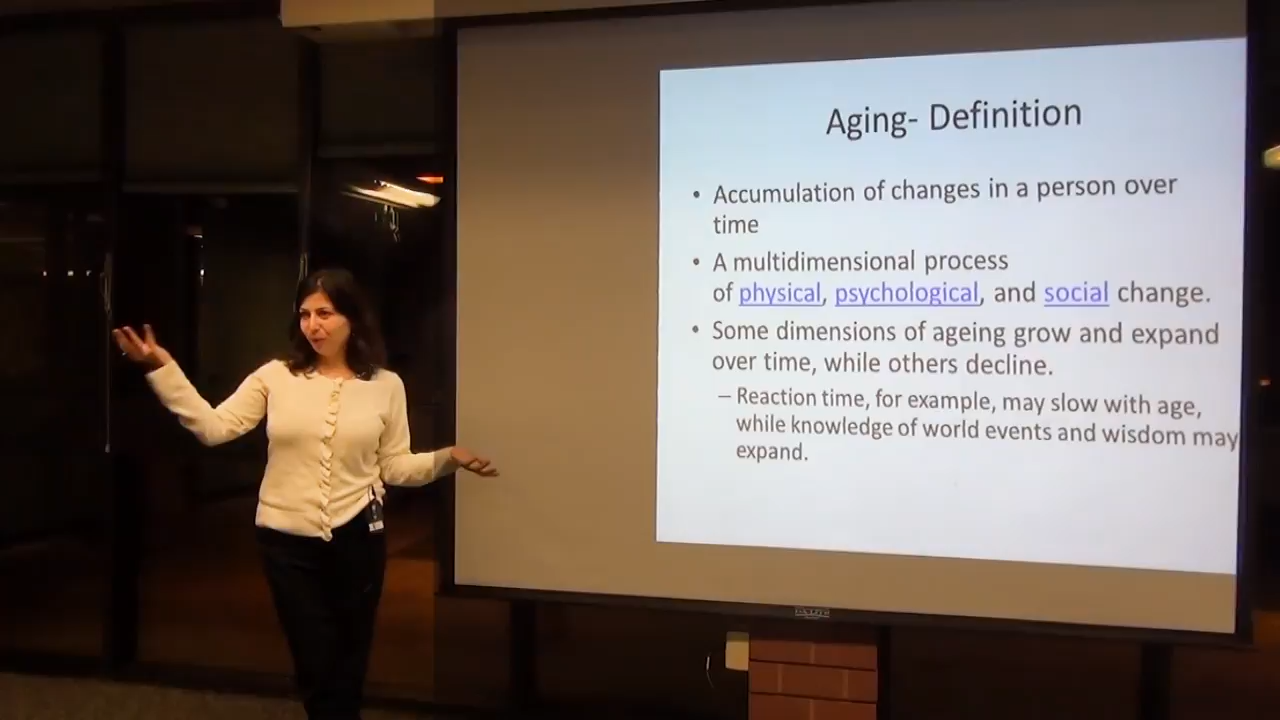 Aging- Definition
• Accumulation of changes in a person over
time
• A multidimensional process
of physical, psychological, and social change.
• Some dimensions of ageing grow and expand
over time, while others decline.
– Reaction time, for example, may slow with age,
while knowledge of world events and wisdom may
expand.